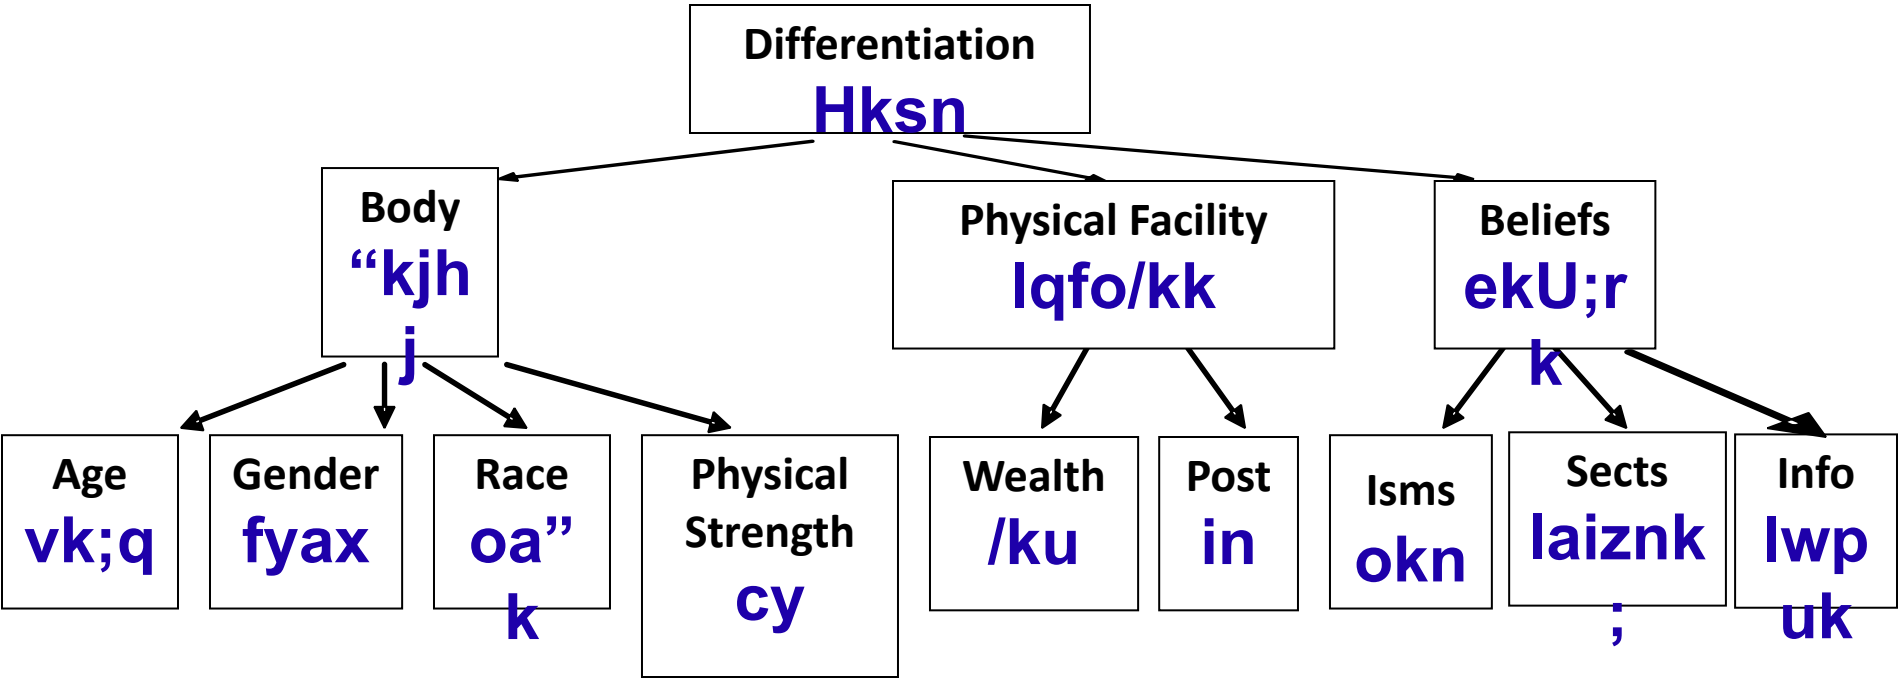 Differentiation
Hksn
Body
“kjh
j
Physical Facility
lqfo/kk
Beliefs
ekU;r
k
Age
vk;q
Gender
fyax
Race
oa”
k
Physical
Strength
cy
Wealth
/ku
Post
in
Isms
okn
Sects
laiznk
;
Info
lwp
uk